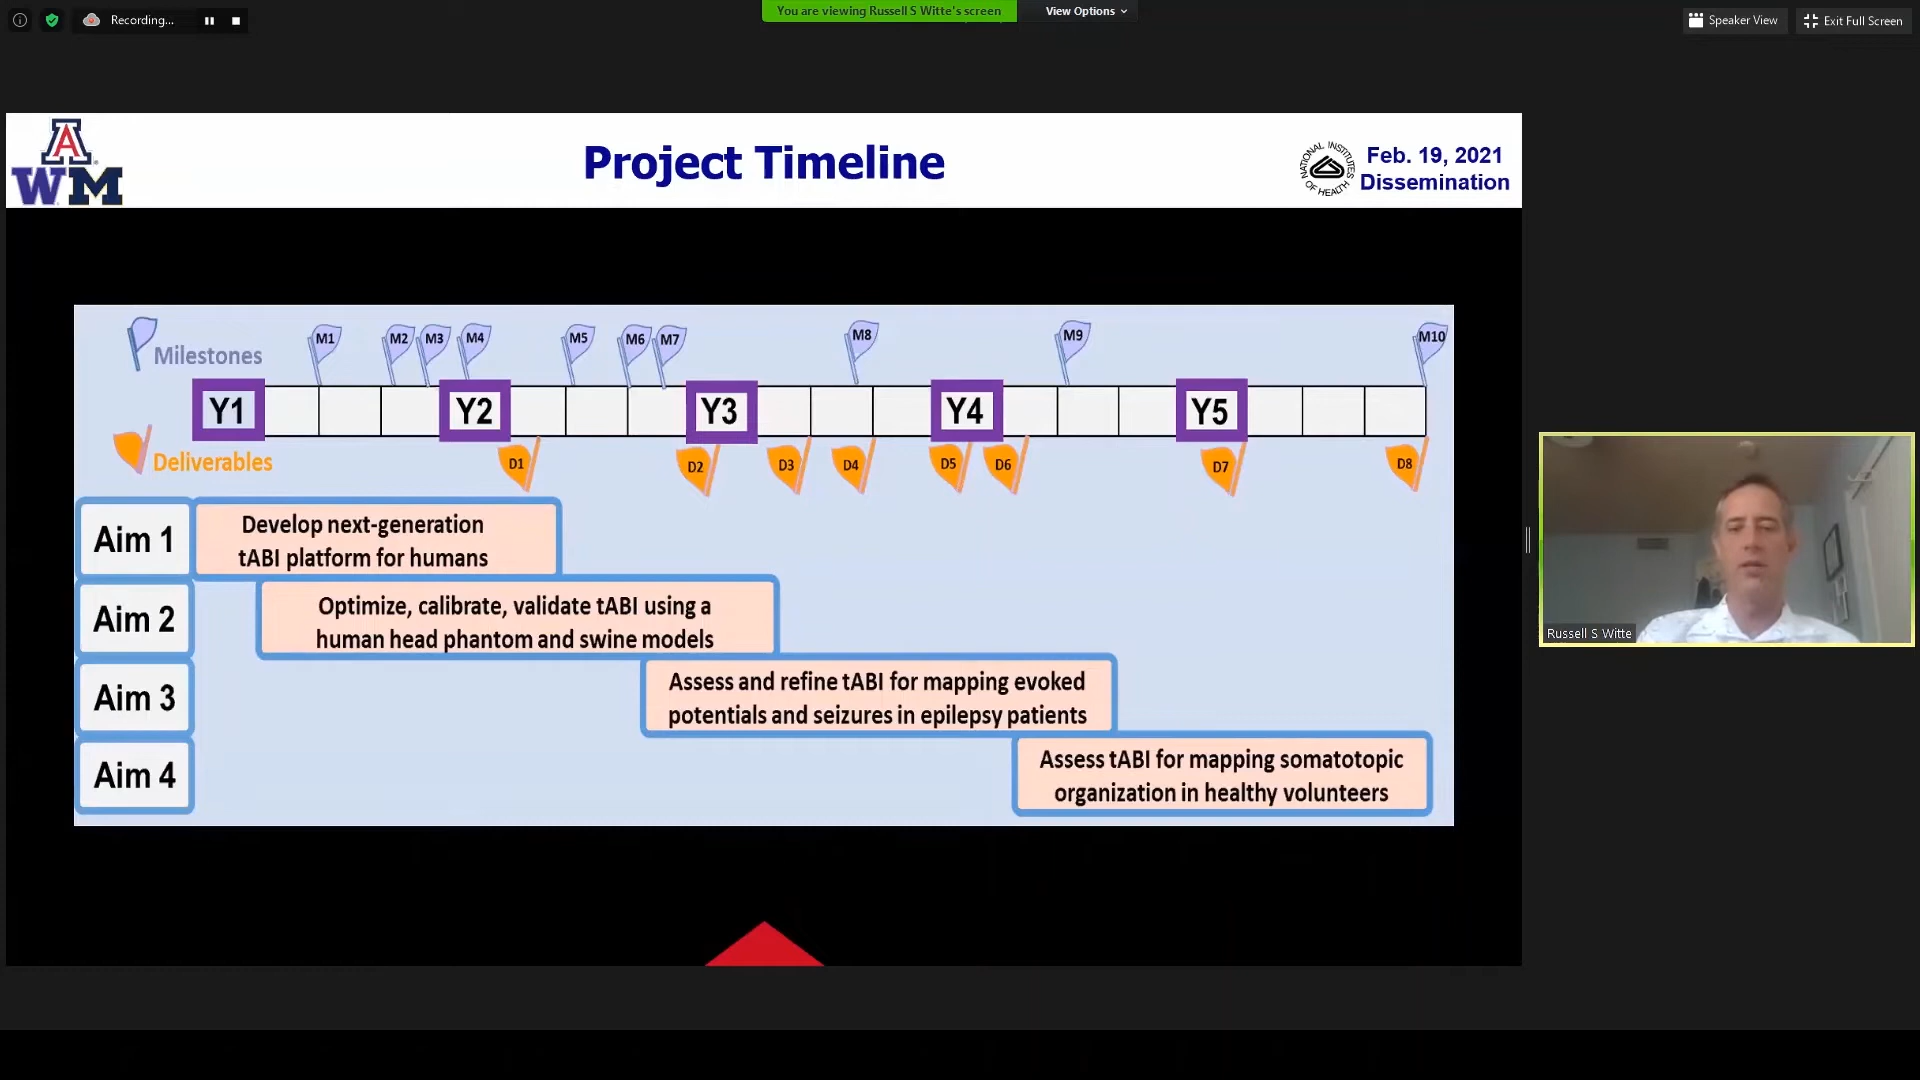 Recording...
You are viewing Russell S Witte's screen
View Options
Speaker View
Exit Full Screen
A
W M
Project Timeline
NATIONAL INSTITUTES OF HEALTH
Feb. 19, 2021
Dissemination
Milestones
M1
M2
M3
M4
M5
M6
M7
M8
M9
M10
Y1
Y2
Y3
Y4
Y5
Deliverables
D1
D2
D3
D4
D5
D6
D7
D8
Aim 1
Develop next-generation
tABI platform for humans
Aim 2
Optimize, calibrate, validate tABI using a
human head phantom and swine models
Aim 3
Assess and refine tABI for mapping evoked
potentials and seizures in epilepsy patients
Aim 4
Assess tABI for mapping somatotopic
organization in healthy volunteers
Russell S Witte